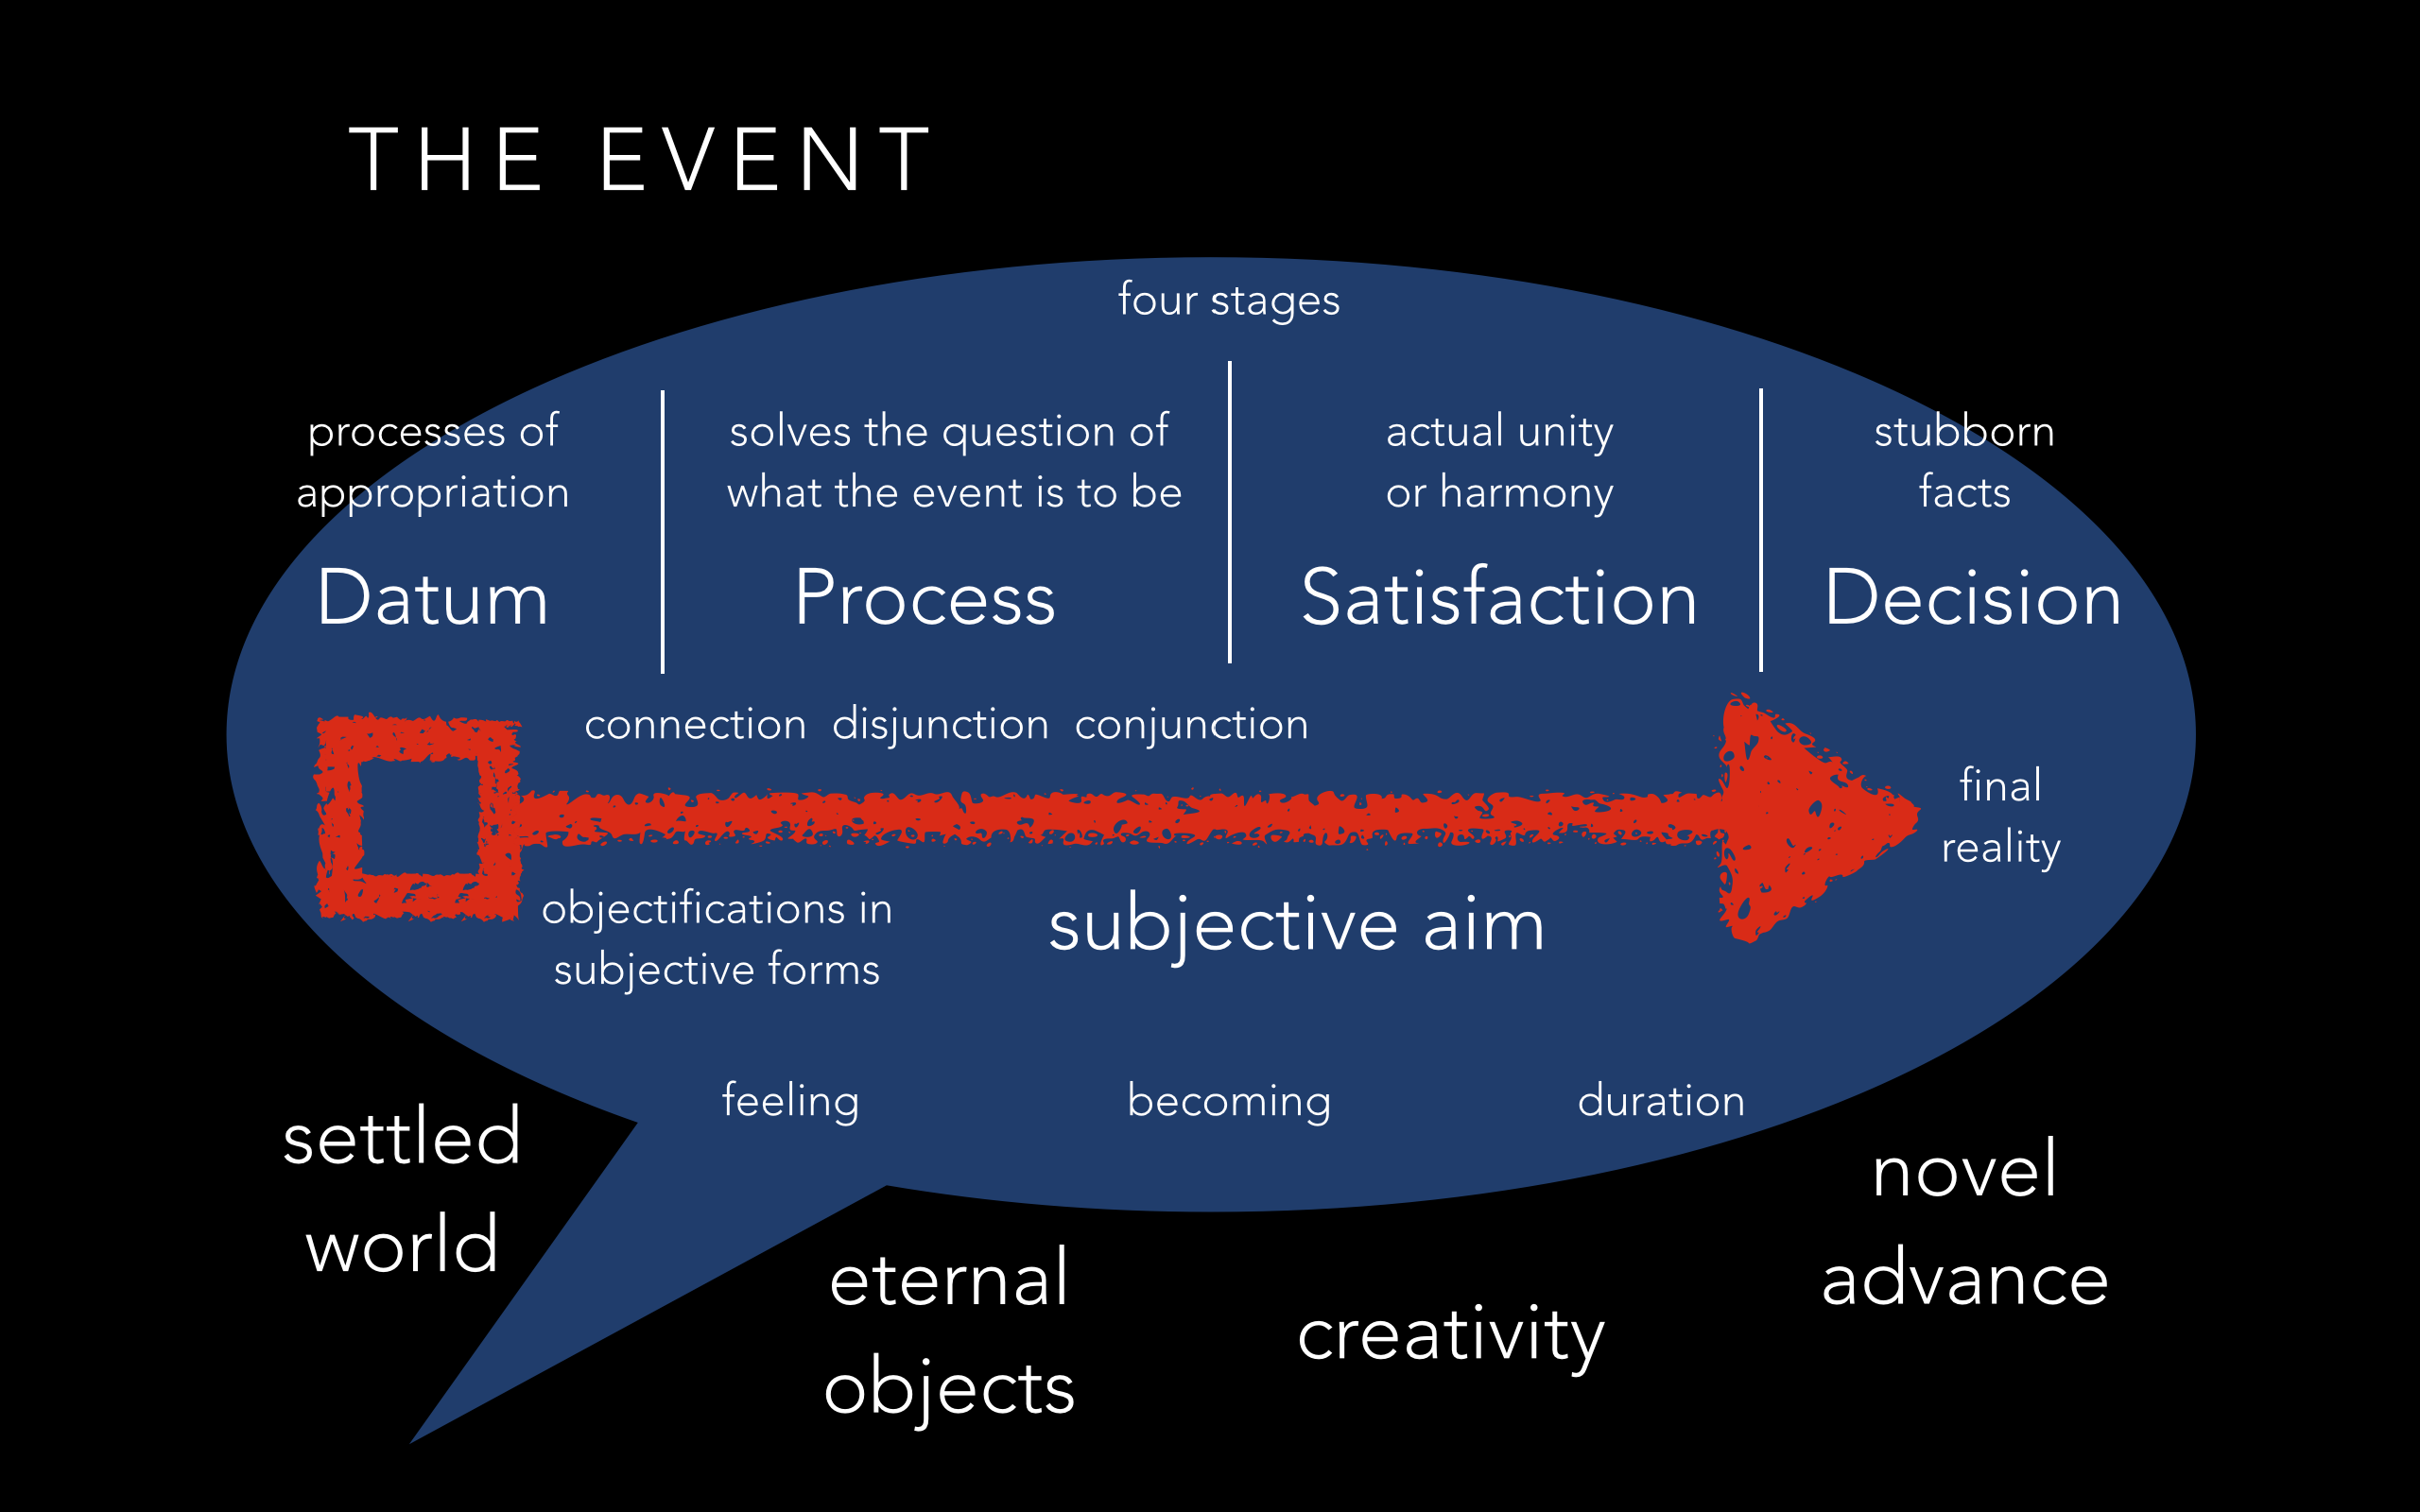 THE EVENT
four stages
processes of
appropriation
Datum
solves the question of
what the event is to be
Process
actual unity
or harmony
Satisfaction
stubborn
facts
Decision
connection disjunction conjunction
final
reality
objectifications in
subjective forms
subjective aim
feeling
becoming
duration
settled
world
eternal
objects
creativity
novel
advance